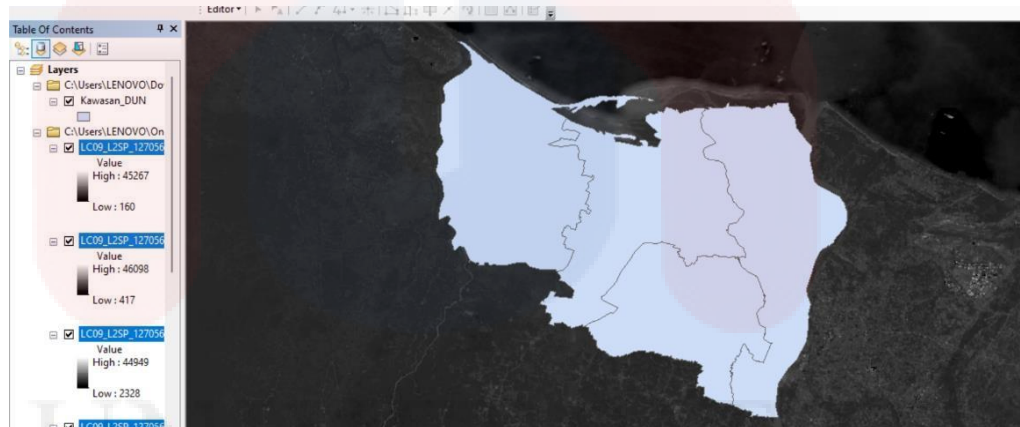 Editor
Table Of Contents
Layers
C:\Users\LENOVO\Do
Kawasan_DUN
C:\Users\LENOVO\On
LC09_L2SP_127056
Value
High : 45267
Low : 160
LC09_L2SP_127056
Value
High : 46098
Low : 417
LC09_L2SP_127056
Value
High : 44949
Low : 2328
LC09_L2SP_127056